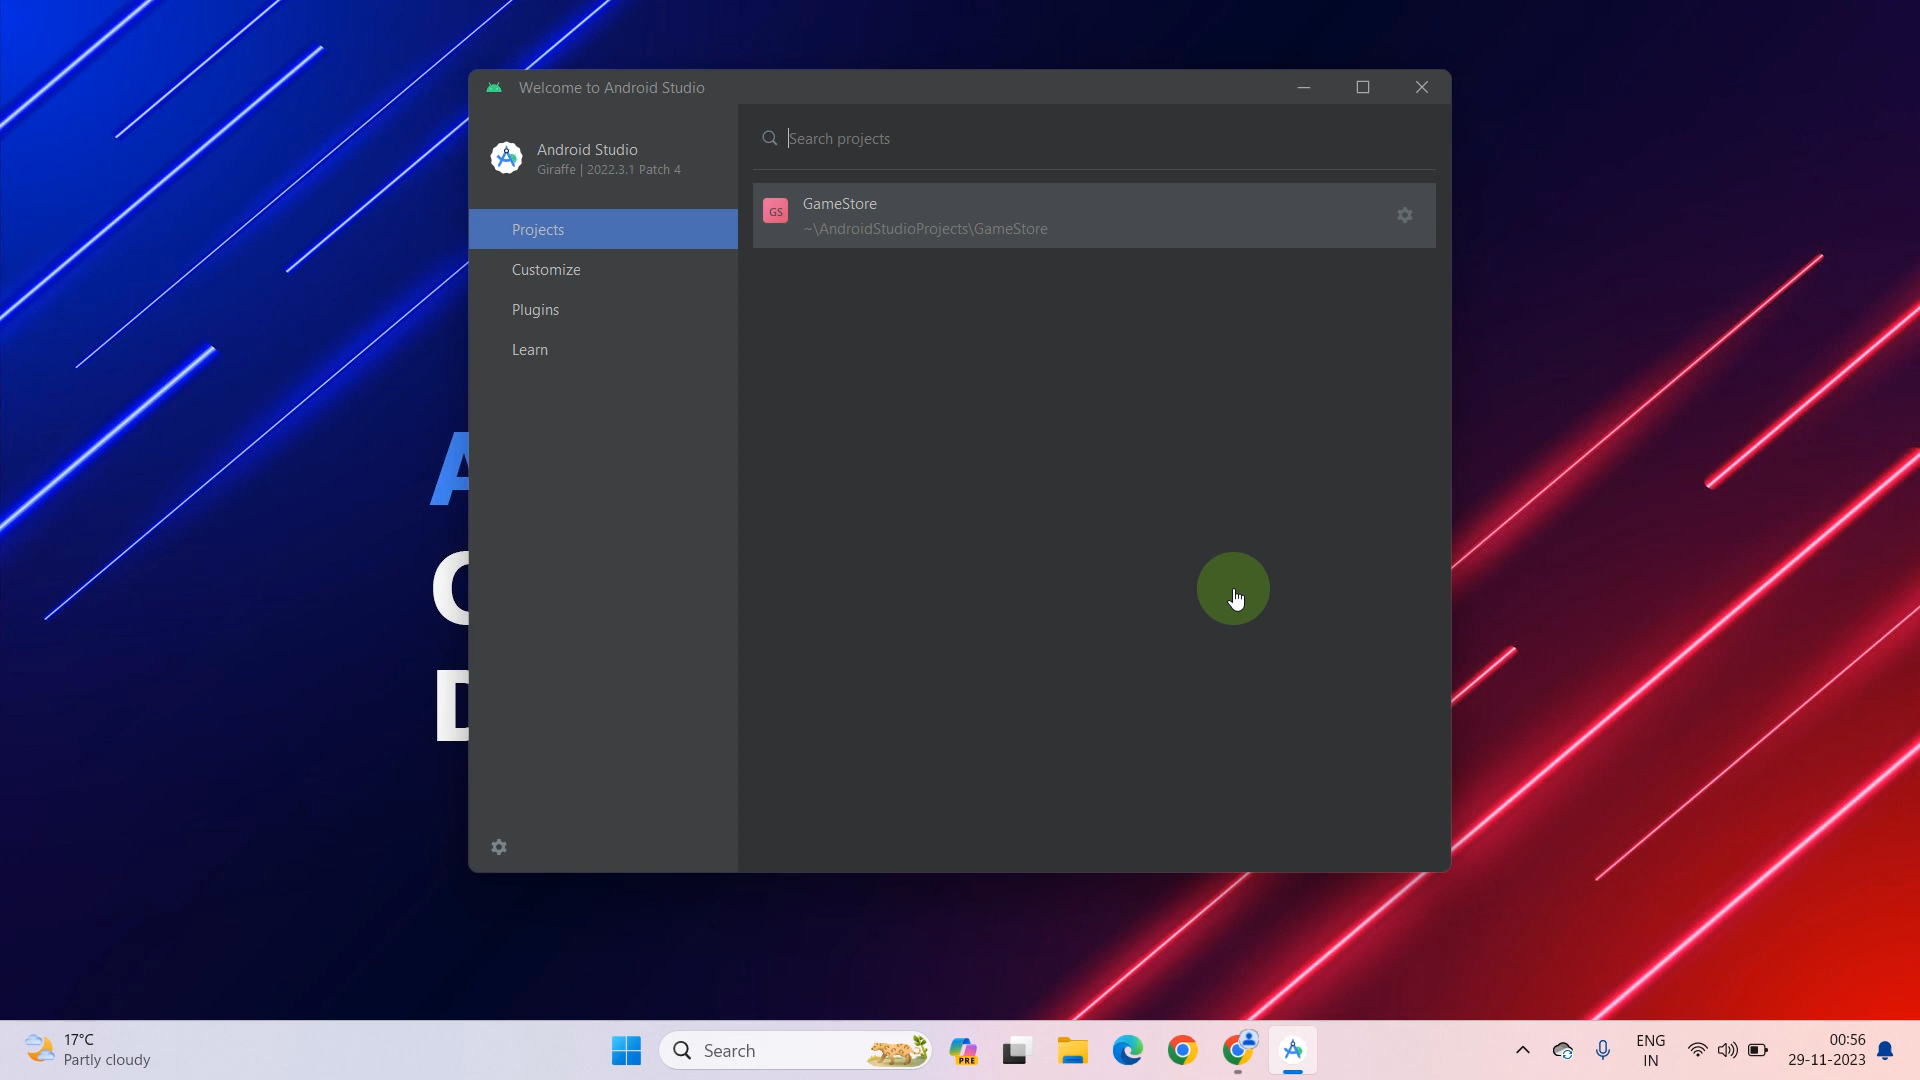 Welcome to Android Studio
Android Studio
Giraffe | 2022.3.1 Patch 4
Projects
Customize
Plugins
Learn
Search projects
GS
GameStore
~\AndroidStudioProjects\GameStore
A
D
17°C
Partly cloudy
Search
PRE
ENG
IN
00:56
29-11-2023